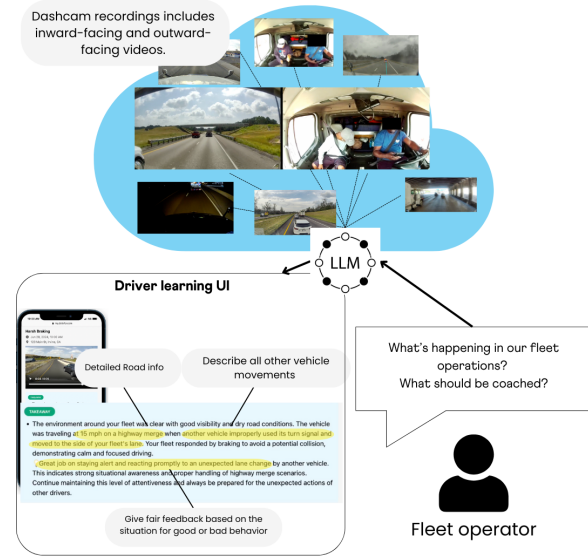 Dashcam recordings includes
inward-facing and outward-
facing videos.
LLM
Driver learning UI
Harsh Braking
Detailed Road info
Describe all other vehicle
movements
What's happening in our fleet
operations?
What should be coached?
TAKEAWAY
• The environment around your fleet was clear with good visibility and dry road conditions. The vehicle
was traveling at 15 mph on a highway merge when another vehicle improperly used its turn signal and
moved to the side of your fleet's lane. Your fleet responded by braking to avoid a potential collision,
demonstrating calm and focused driving.
Great job on staying alert and reacting promptly to an unexpected lane change by another vehicle.
This indicates strong situational awareness and proper handling of highway merge scenarios.
Continue maintaining this level of attentiveness and always be prepared for the unexpected actions of
other drivers.
Give fair feedback based on the
situation for good or bad behavior
Fleet operator